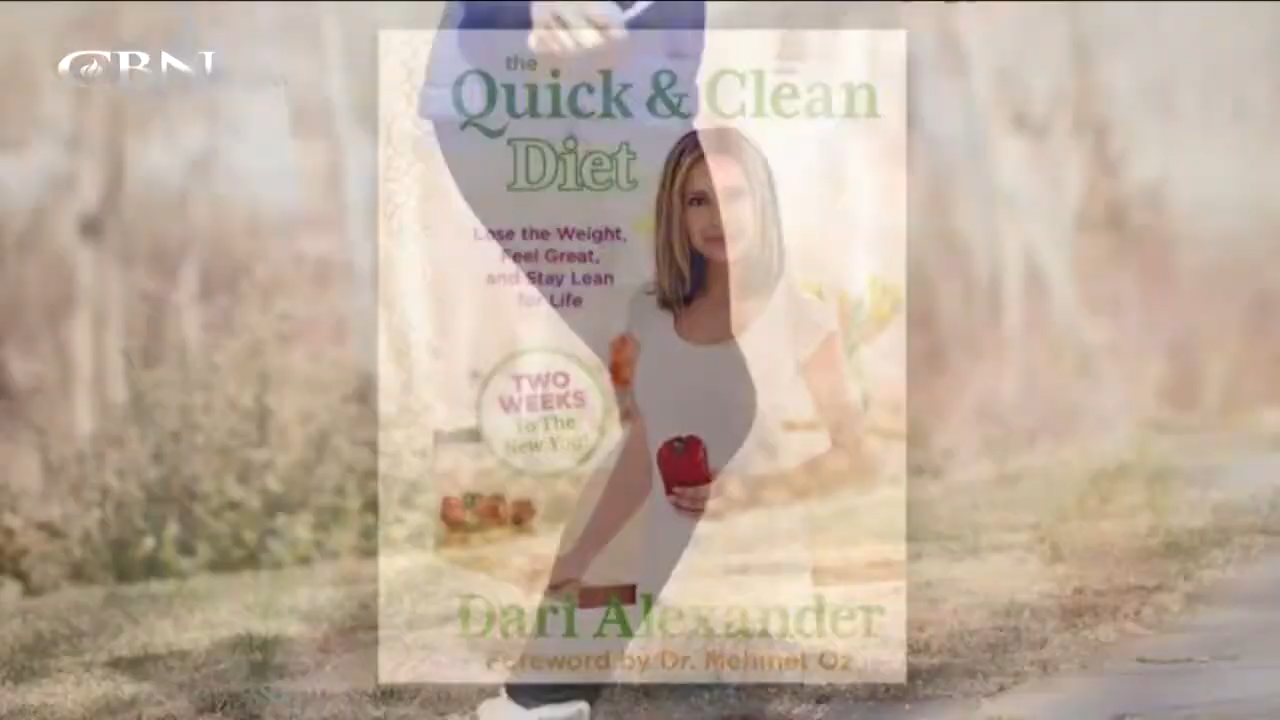 CBN
the
Quick & Clean
Diet
Lose the Weight,
Feel Great,
and Stay Lean
for Life
TWO
WEEKS
To The
New You!
Dari Alexander
Foreword by Dr. Mehmet Oz